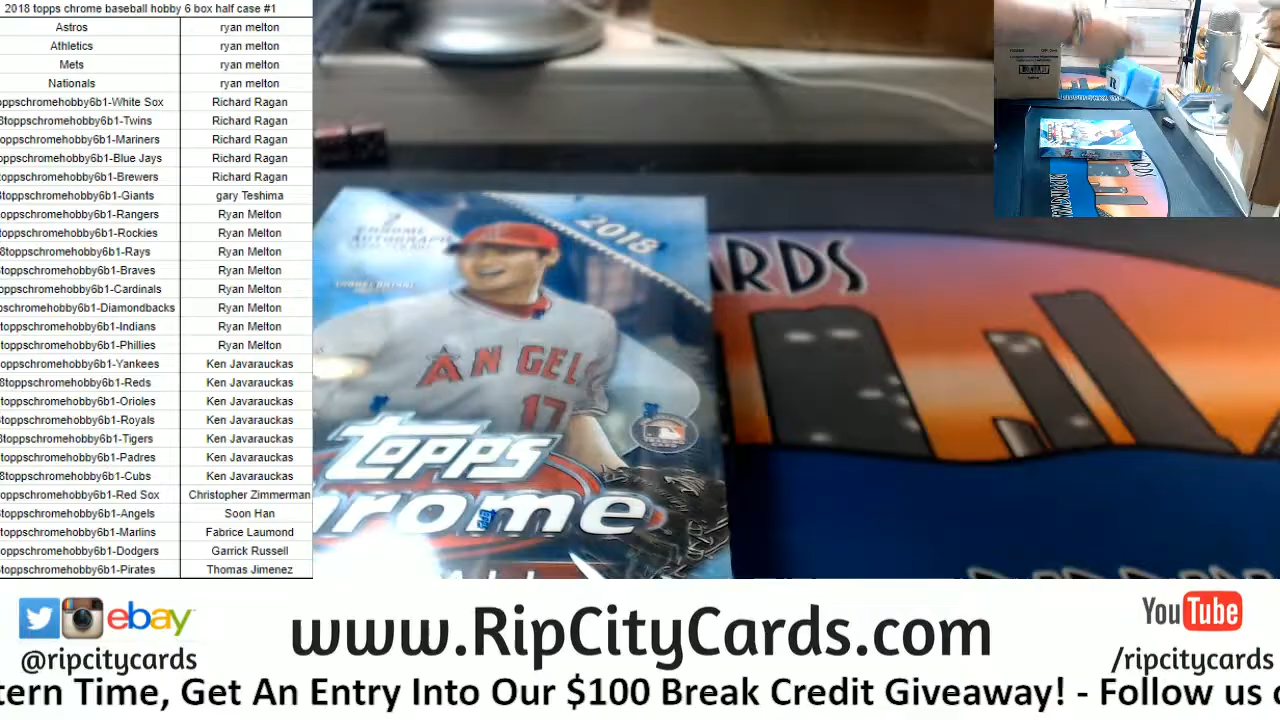 2018 topps chrome baseball hobby 6 box half case #1
Astros ryan melton
Athletics ryan melton
Mets ryan melton
Nationals ryan melton
oppschromehobby6b1-White Sox Richard Ragan
8toppschromehobby6b1-Twins Richard Ragan
oppschromehobby6b1-Mariners Richard Ragan
oppschromehobby6b1-Blue Jays Richard Ragan
toppschromehobby6b1-Brewers Richard Ragan
toppschromehobby6b1-Giants gary Teshima
toppschromehobby6b1-Rangers Ryan Melton
toppschromehobby6b1-Rockies Ryan Melton
8toppschromehobby6b1-Rays Ryan Melton
toppschromehobby6b1-Braves Ryan Melton
toppschromehobby6b1-Cardinals Ryan Melton
pschromehobby6b1-Diamondbacks Ryan Melton
toppschromehobby6b1-Indians Ryan Melton
toppschromehobby6b1-Phillies Ryan Melton
toppschromehobby6b1-Yankees Ken Javarauckas
8toppschromehobby6b1-Reds Ken Javarauckas
toppschromehobby6b1-Orioles Ken Javarauckas
toppschromehobby6b1-Royals Ken Javarauckas
8toppschromehobby6b1-Tigers Ken Javarauckas
toppschromehobby6b1-Padres Ken Javarauckas
8toppschromehobby6b1-Cubs Ken Javarauckas
oppschromehobby6b1-Red Sox Christopher Zimmerman
toppschromehobby6b1-Angels Soon Han
toppschromehobby6b1-Marlins Fabrice Laumond
oppschromehobby6b1-Dodgers Garrick Russell
toppschromehobby6b1-Pirates Thomas Jimenez
CHROME
AUTOGRAPH
2018
ANGEL
17
Topps
hrome
ARDS
ebay
@ripcitycards
www.RipCityCards.com
YouTube
/ripcitycards
tern Time, Get An Entry Into Our $100 Break Credit Giveaway! - Follow us